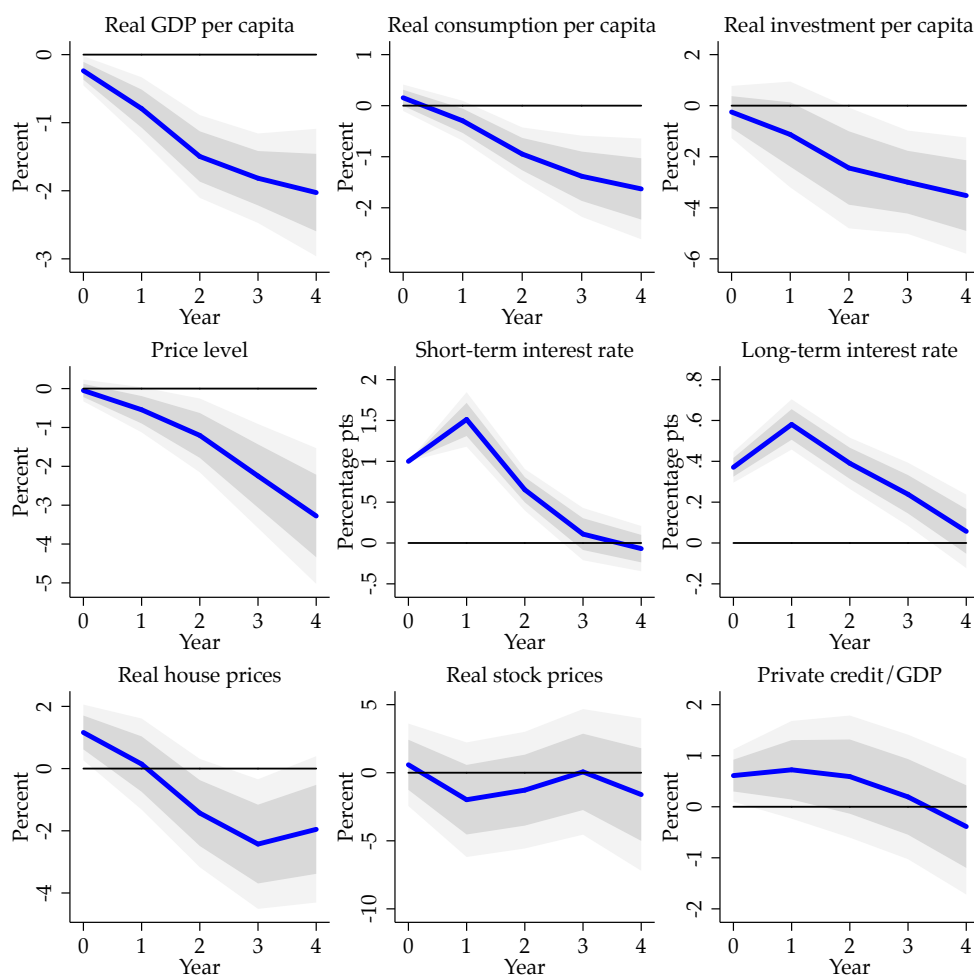 Real GDP per capita
Percent
0
-1
-2
-3
0 1 2 3 4
Year
Real consumption per capita
Percent
1
0
-1
-2
-3
0 1 2 3 4
Year
Real investment per capita
Percent
2
0
-2
-4
-6
0 1 2 3 4
Year
Price level
Percent
0
-1
-2
-3
-4
-5
0 1 2 3 4
Year
Short-term interest rate
Percentage pts
2
1.5
1
.5
0
-.5
0 1 2 3 4
Year
Long-term interest rate
Percentage pts
.8
.6
.4
.2
0
-.2
0 1 2 3 4
Year
Real house prices
Percent
2
0
-2
-4
0 1 2 3 4
Year
Real stock prices
Percent
5
0
-5
-10
0 1 2 3 4
Year
Private credit/GDP
Percent
2
1
0
-1
-2
0 1 2 3 4
Year